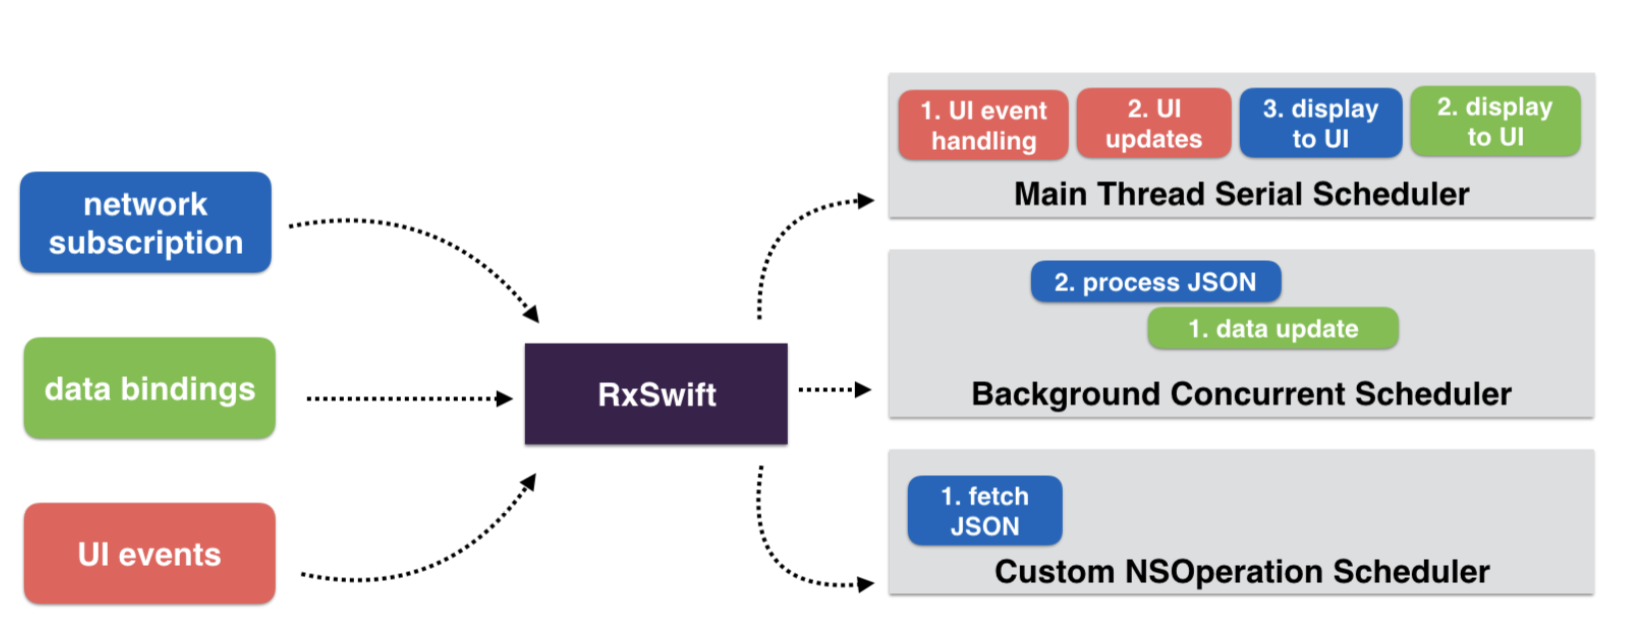 network
subscription
data bindings
UI events
RxSwift
1. UI event
handling
2. UI
updates
3. display
to UI
2. display
to UI
Main Thread Serial Scheduler
2. process JSON
1. data update
Background Concurrent Scheduler
1. fetch
JSON
Custom NSOperation Scheduler